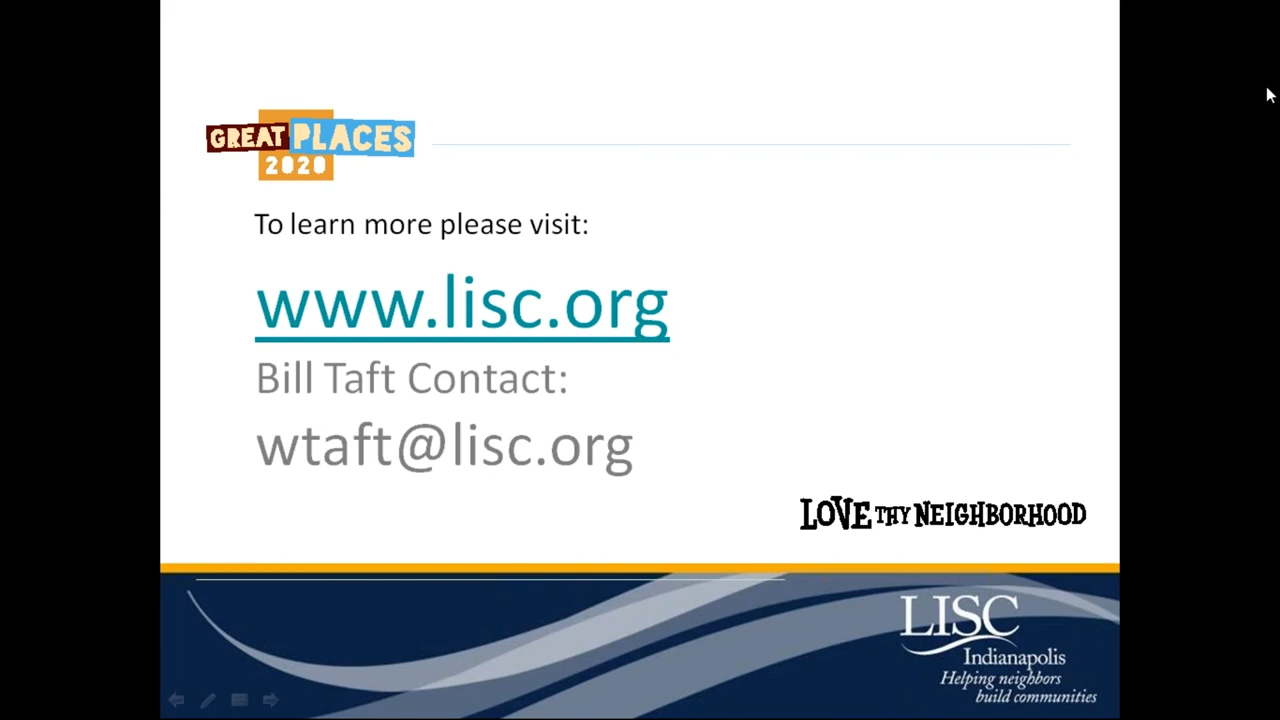 GREAT PLACES
2020
To learn more please visit:
www.lisc.org
Bill Taft Contact:
wtaft@lisc.org
LOVE THY NEIGHBORHOOD
LISC
Indianapolis
Helping neighbors
build communities